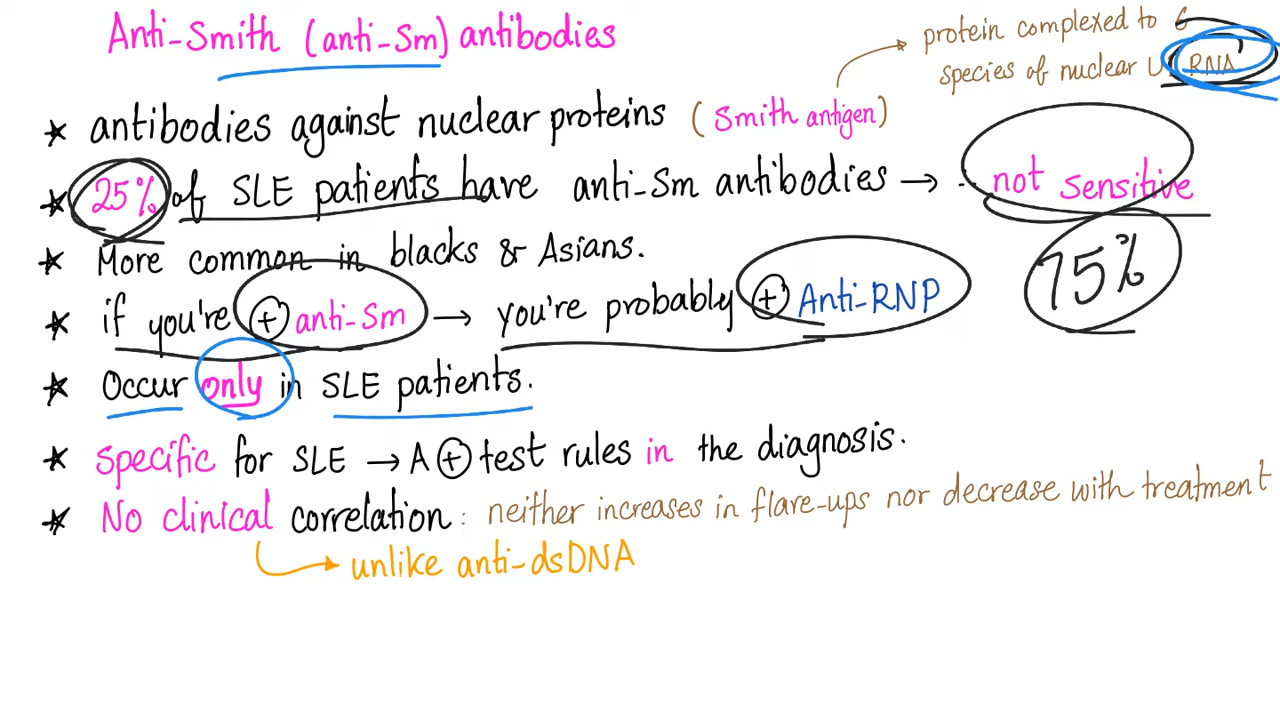 Anti-Smith (anti-Sm) antibodies
protein complexed to 6
species of nuclear U RNA
★ antibodies against nuclear proteins (Smith antigen)
★ 25% of SLE patients have anti-Sm antibodies → not sensitive
75%
★ More common in blacks & Asians.
★ if you're ⊕ anti-Sm → you're probably ⊕ Anti-RNP
★ Occur only in SLE patients.
★ specific for SLE → A ⊕ test rules in the diagnosis.
★ No clinical correlation: neither increases in flare-ups nor decrease with treatment
unlike anti-dsDNA